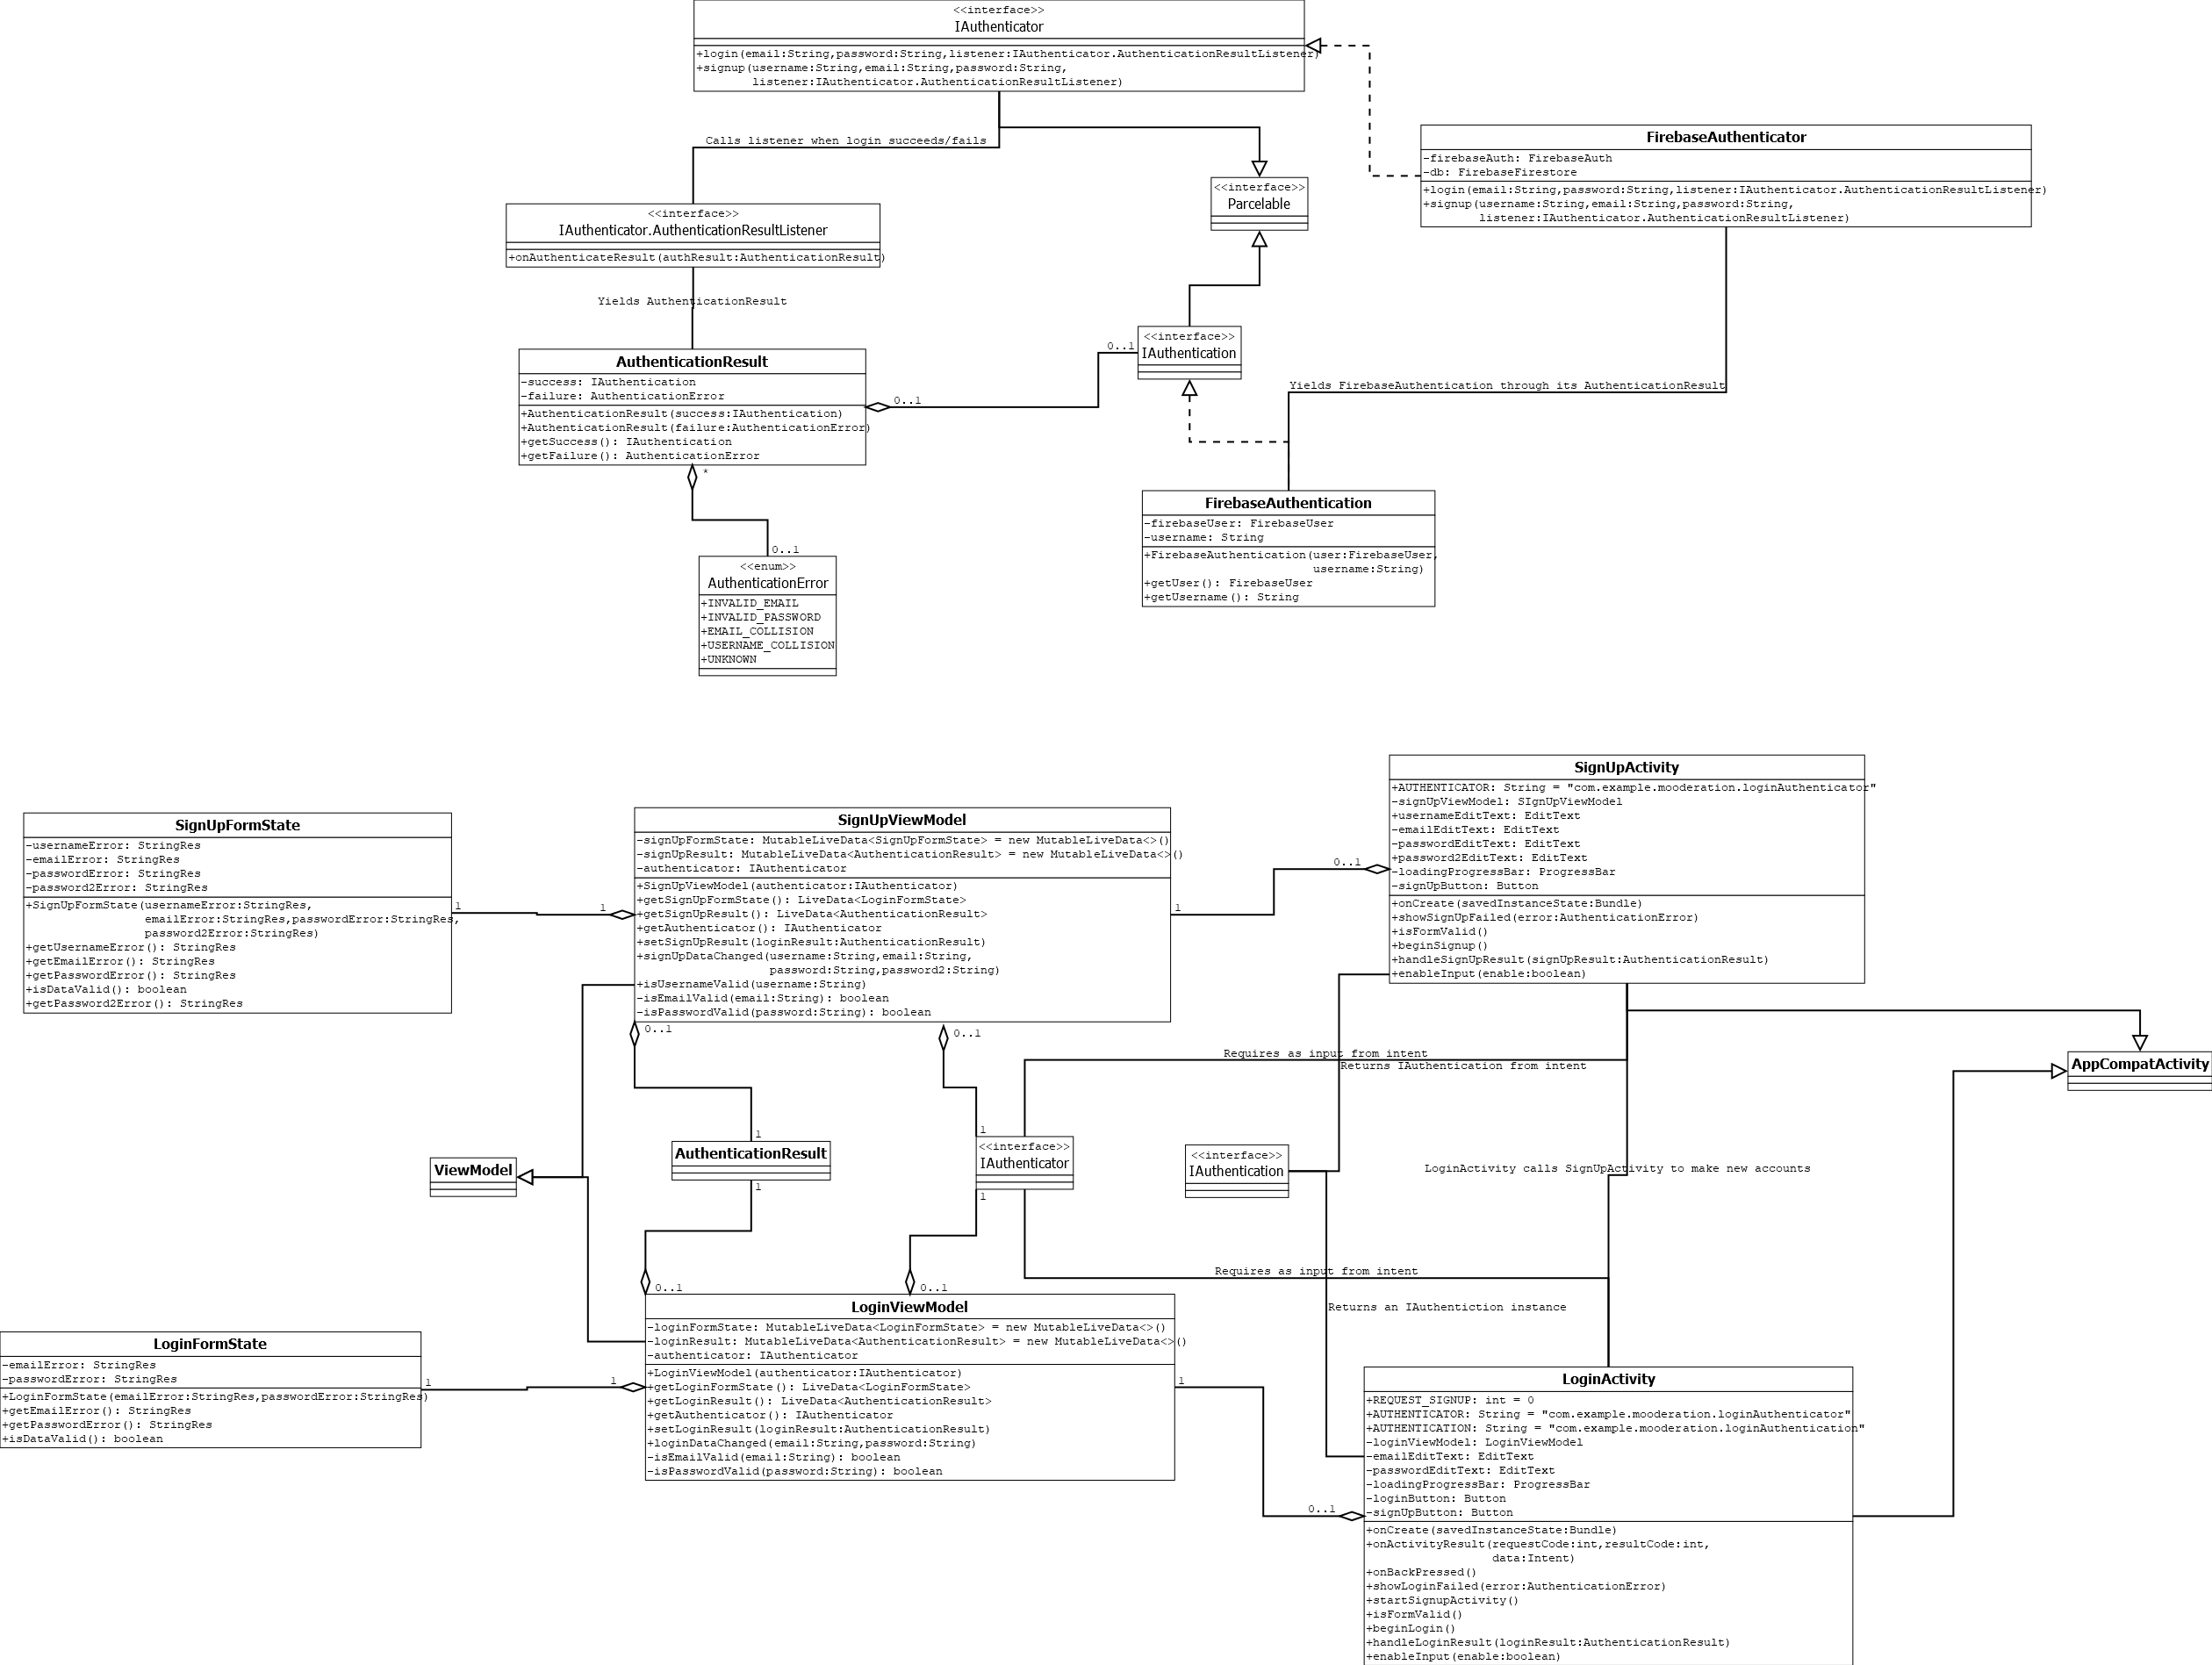 <<interface>>
IAuthenticator
+login(email:String,password:String,listener:IAuthenticator.AuthenticationResultListener)
+signup(username:String,email:String,password:String,
listener:IAuthenticator.AuthenticationResultListener)
Calls listener when login succeeds/fails
FirebaseAuthenticator
-firebaseAuth: FirebaseAuth
-db: FirebaseFirestore
+login(email:String,password:String,listener:IAuthenticator.AuthenticationResultListener)
+signup(username:String,email:String,password:String,
listener:IAuthenticator.AuthenticationResultListener)
<<interface>>
Parcelable
<<interface>>
IAuthenticator.AuthenticationResultListener
+onAuthenticateResult(authResult:AuthenticationResult)
Yields AuthenticationResult
<<interface>>
IAuthentication
0..1
AuthenticationResult
-success: IAuthentication
-failure: AuthenticationError
+AuthenticationResult(success:IAuthentication)
+AuthenticationResult(failure:AuthenticationError)
+getSuccess(): IAuthentication
+getFailure(): AuthenticationError
0..1
*
Yields FirebaseAuthentication through its AuthenticationResult
FirebaseAuthentication
-firebaseUser: FirebaseUser
-username: String
+FirebaseAuthentication(user:FirebaseUser,
username:String)
+getUser(): FirebaseUser
+getUsername(): String
0..1
<<enum>>
AuthenticationError
+INVALID_EMAIL
+INVALID_PASSWORD
+EMAIL_COLLISION
+USERNAME_COLLISION
+UNKNOWN
SignUpFormState
-usernameError: StringRes
-emailError: StringRes
-passwordError: StringRes
-password2Error: StringRes
+SignUpFormState(usernameError:StringRes,
emailError:StringRes,passwordError:StringRes,
password2Error:StringRes)
+getUsernameError(): StringRes
+getEmailError(): StringRes
+getPasswordError(): StringRes
+isDataValid(): boolean
+getPassword2Error(): StringRes
1
1
SignUpViewModel
-signUpFormState: MutableLiveData<SignUpFormState> = new MutableLiveData<>()
-signUpResult: MutableLiveData<AuthenticationResult> = new MutableLiveData<>()
-authenticator: IAuthenticator
+SignUpViewModel(authenticator:IAuthenticator)
+getSignUpFormState(): LiveData<LoginFormState>
+getSignUpResult(): LiveData<AuthenticationResult>
+getAuthenticator(): IAuthenticator
+setSignUpResult(loginResult:AuthenticationResult)
+signUpDataChanged(username:String,email:String,
password:String,password2:String)
+isUsernameValid(username:String)
-isEmailValid(email:String): boolean
-isPasswordValid(password:String): boolean
1
0..1
SignUpActivity
+AUTHENTICATOR: String = "com.example.mooderation.loginAuthenticator"
-signUpViewModel: SIgnUpViewModel
+usernameEditText: EditText
-emailEditText: EditText
-passwordEditText: EditText
+password2EditText: EditText
-loadingProgressBar: ProgressBar
-signUpButton: Button
+onCreate(savedInstanceState:Bundle)
+showSignUpFailed(error:AuthenticationError)
+isFormValid()
+beginSignup()
+handleSignUpResult(signUpResult:AuthenticationResult)
+enableInput(enable:boolean)
0..1
0..1
Requires as input from intent
Returns IAuthentication from intent
AppCompatActivity
1
AuthenticationResult
1
1
<<interface>>
IAuthenticator
1
<<interface>>
IAuthentication
LoginActivity calls SignUpActivity to make new accounts
ViewModel
Requires as input from intent
0..1
0..1
Returns an IAuthentiction instance
LoginFormState
-emailError: StringRes
-passwordError: StringRes
+LoginFormState(emailError:StringRes,passwordError:StringRes)
+getEmailError(): StringRes
+getPasswordError(): StringRes
+isDataValid(): boolean
1
1
LoginViewModel
-loginFormState: MutableLiveData<LoginFormState> = new MutableLiveData<>()
-loginResult: MutableLiveData<AuthenticationResult> = new MutableLiveData<>()
-authenticator: IAuthenticator
+LoginViewModel(authenticator:IAuthenticator)
+getLoginFormState(): LiveData<LoginFormState>
+getLoginResult(): LiveData<AuthenticationResult>
+getAuthenticator(): IAuthenticator
+setLoginResult(loginResult:AuthenticationResult)
+loginDataChanged(email:String,password:String)
-isEmailValid(email:String): boolean
-isPasswordValid(password:String): boolean
1
0..1
LoginActivity
+REQUEST_SIGNUP: int = 0
+AUTHENTICATOR: String = "com.example.mooderation.loginAuthenticator"
+AUTHENTICATION: String = "com.example.mooderation.loginAuthentication"
-loginViewModel: LoginViewModel
-emailEditText: EditText
-passwordEditText: EditText
-loadingProgressBar: ProgressBar
-loginButton: Button
-signUpButton: Button
+onCreate(savedInstanceState:Bundle)
+onActivityResult(requestCode:int,resultCode:int,
data:Intent)
+onBackPressed()
+showLoginFailed(error:AuthenticationError)
+startSignupActivity()
+isFormValid()
+beginLogin()
+handleLoginResult(loginResult:AuthenticationResult)
+enableInput(enable:boolean)